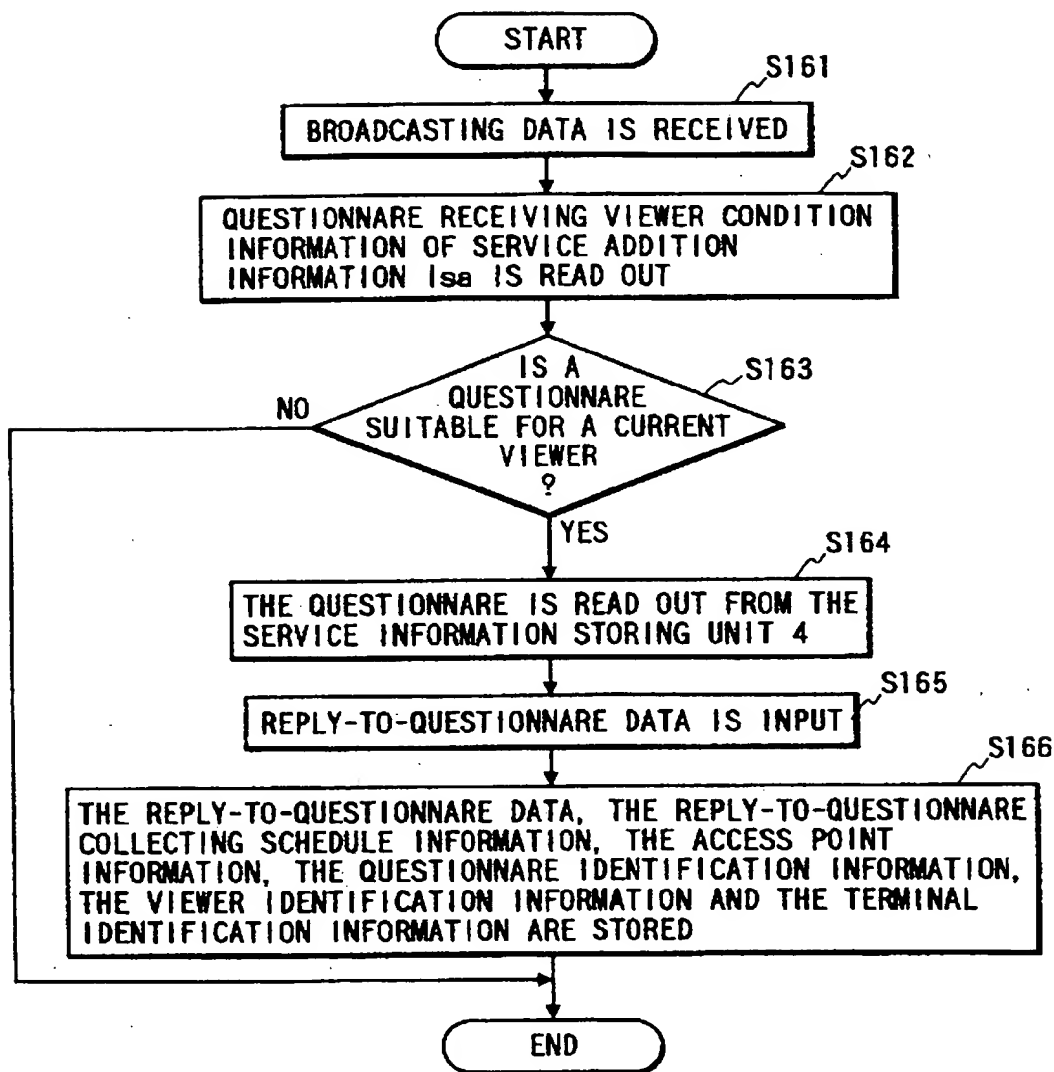 START
S161
BROADCASTING DATA IS RECEIVED
S162
QUESTIONNARE RECEIVING VIEWER CONDITION
INFORMATION OF SERVICE ADDITION
INFORMATION Isa IS READ OUT
S163
IS A
QUESTIONNARE
SUITABLE FOR A CURRENT
VIEWER
?
NO
YES
S164
THE QUESTIONNARE IS READ OUT FROM THE
SERVICE INFORMATION STORING UNIT 4
S165
REPLY-TO-QUESTIONNARE DATA IS INPUT
S166
THE REPLY-TO-QUESTIONNARE DATA, THE REPLY-TO-QUESTIONNARE
COLLECTING SCHEDULE INFORMATION, THE ACCESS POINT
INFORMATION, THE QUESTIONNARE IDENTIFICATION INFORMATION,
THE VIEWER IDENTIFICATION INFORMATION AND THE TERMINAL
IDENTIFICATION INFORMATION ARE STORED
END